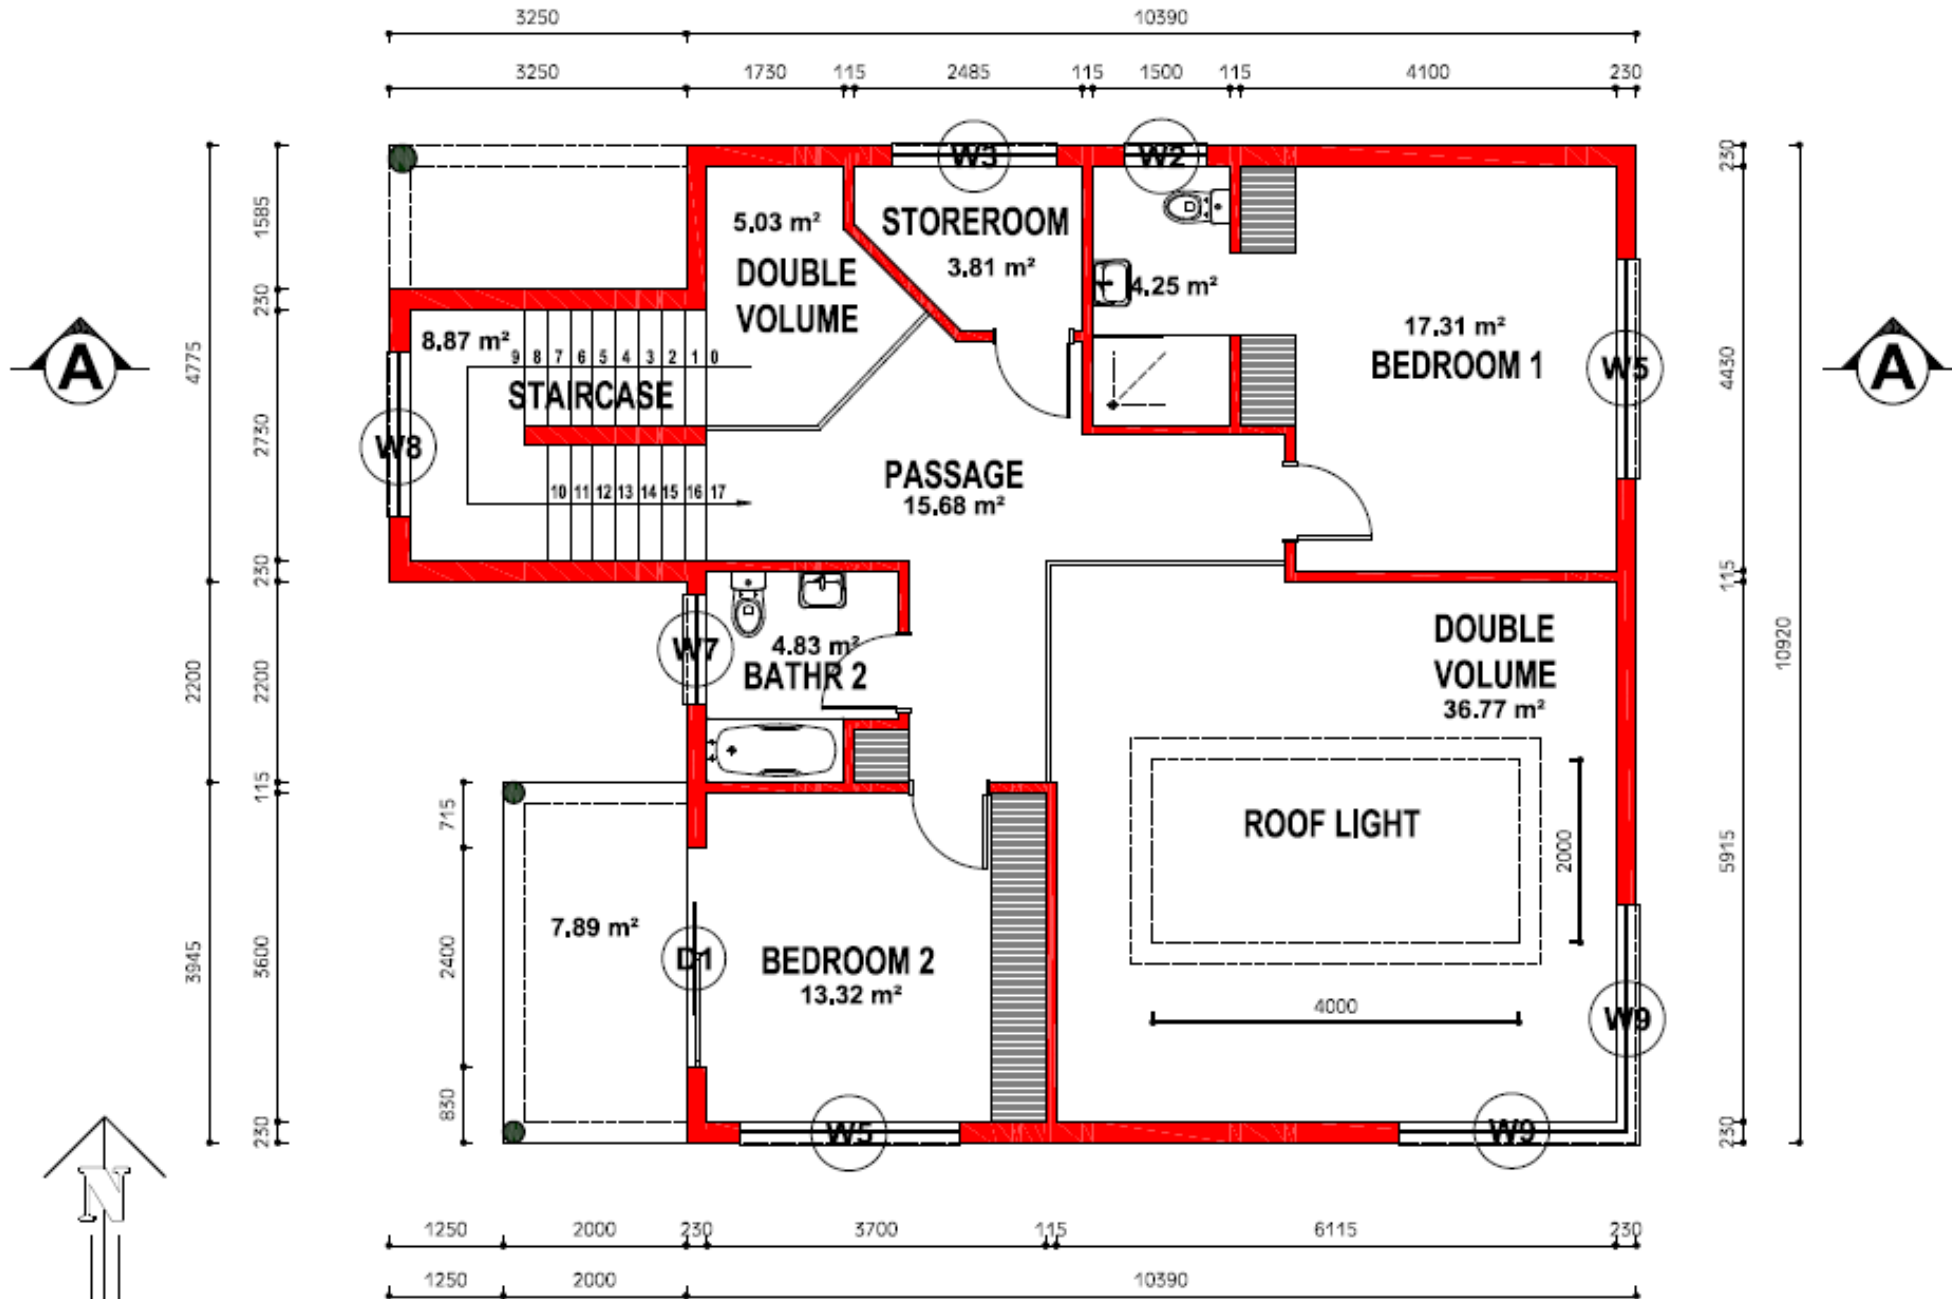 3250 10390
3250 1730 115 2485 115 1500 115 4100 230
W3 W2
5.03 m² STOREROOM
DOUBLE 3.81 m²
VOLUME
4.25 m²
8.87 m²
9 8 7 6 5 4 3 2 1 0
STAIRCASE
17.31 m²
BEDROOM 1
W5
A
A
W8
10 11 12 13 14 15 16 17
PASSAGE
15.68 m²
W7
4.83 m²
BATHR 2
DOUBLE
VOLUME
36.77 m²
ROOF LIGHT
2000
4000
7.89 m²
D1
BEDROOM 2
13.32 m²
W5
W9
W9
4775
2200
3945
1585
230
2730
230
2200
115
3600
230
715
2400
830
230
4430
115
5915
230
10920
N
1250 2000 230 3700 115 6115 230
1250 2000 10390